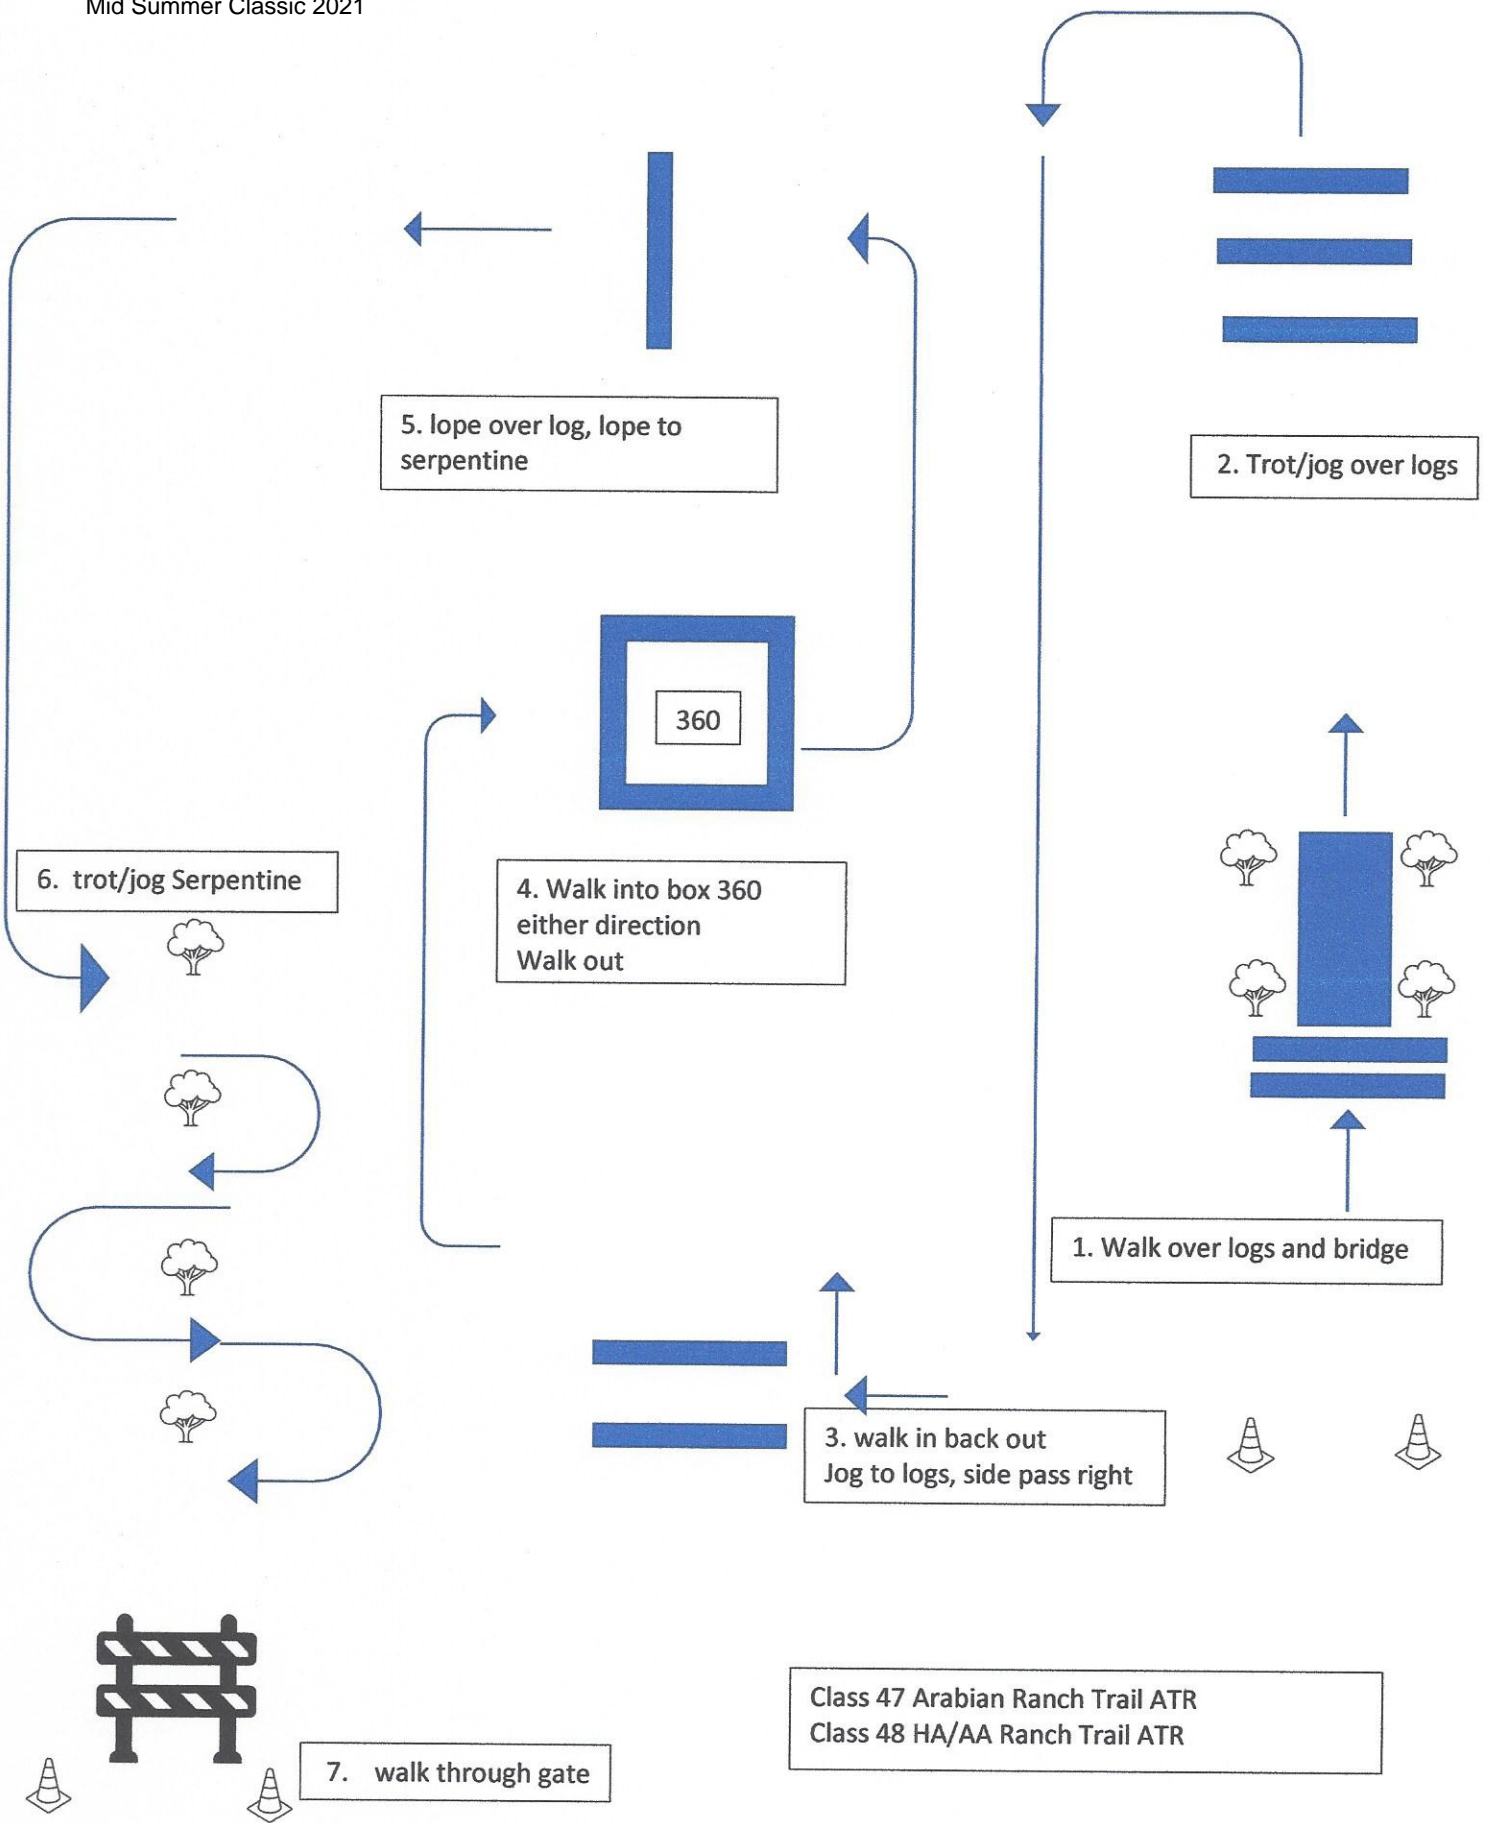 Mid Summer Classic 2021
5. lope over log, lope to
serpentine
2. Trot/jog over logs
360
6. trot/jog Serpentine
4. Walk into box 360
either direction
Walk out
1. Walk over logs and bridge
3. walk in back out
Jog to logs, side pass right
Class 47 Arabian Ranch Trail ATR
Class 48 HA/AA Ranch Trail ATR
7. walk through gate